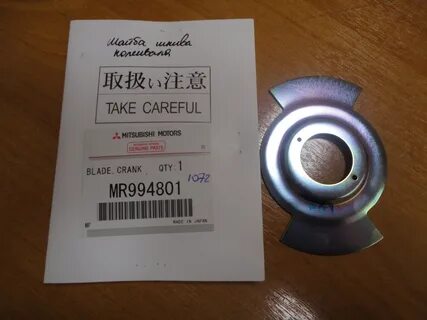 Шайба шкива
коленвала
取扱い注意
TAKE CAREFUL
MITSUBISHI MOTORS
GENUINE PARTS
BLADE, CRANK QTY. 1
1072
MR994801
MADE IN JAPAN